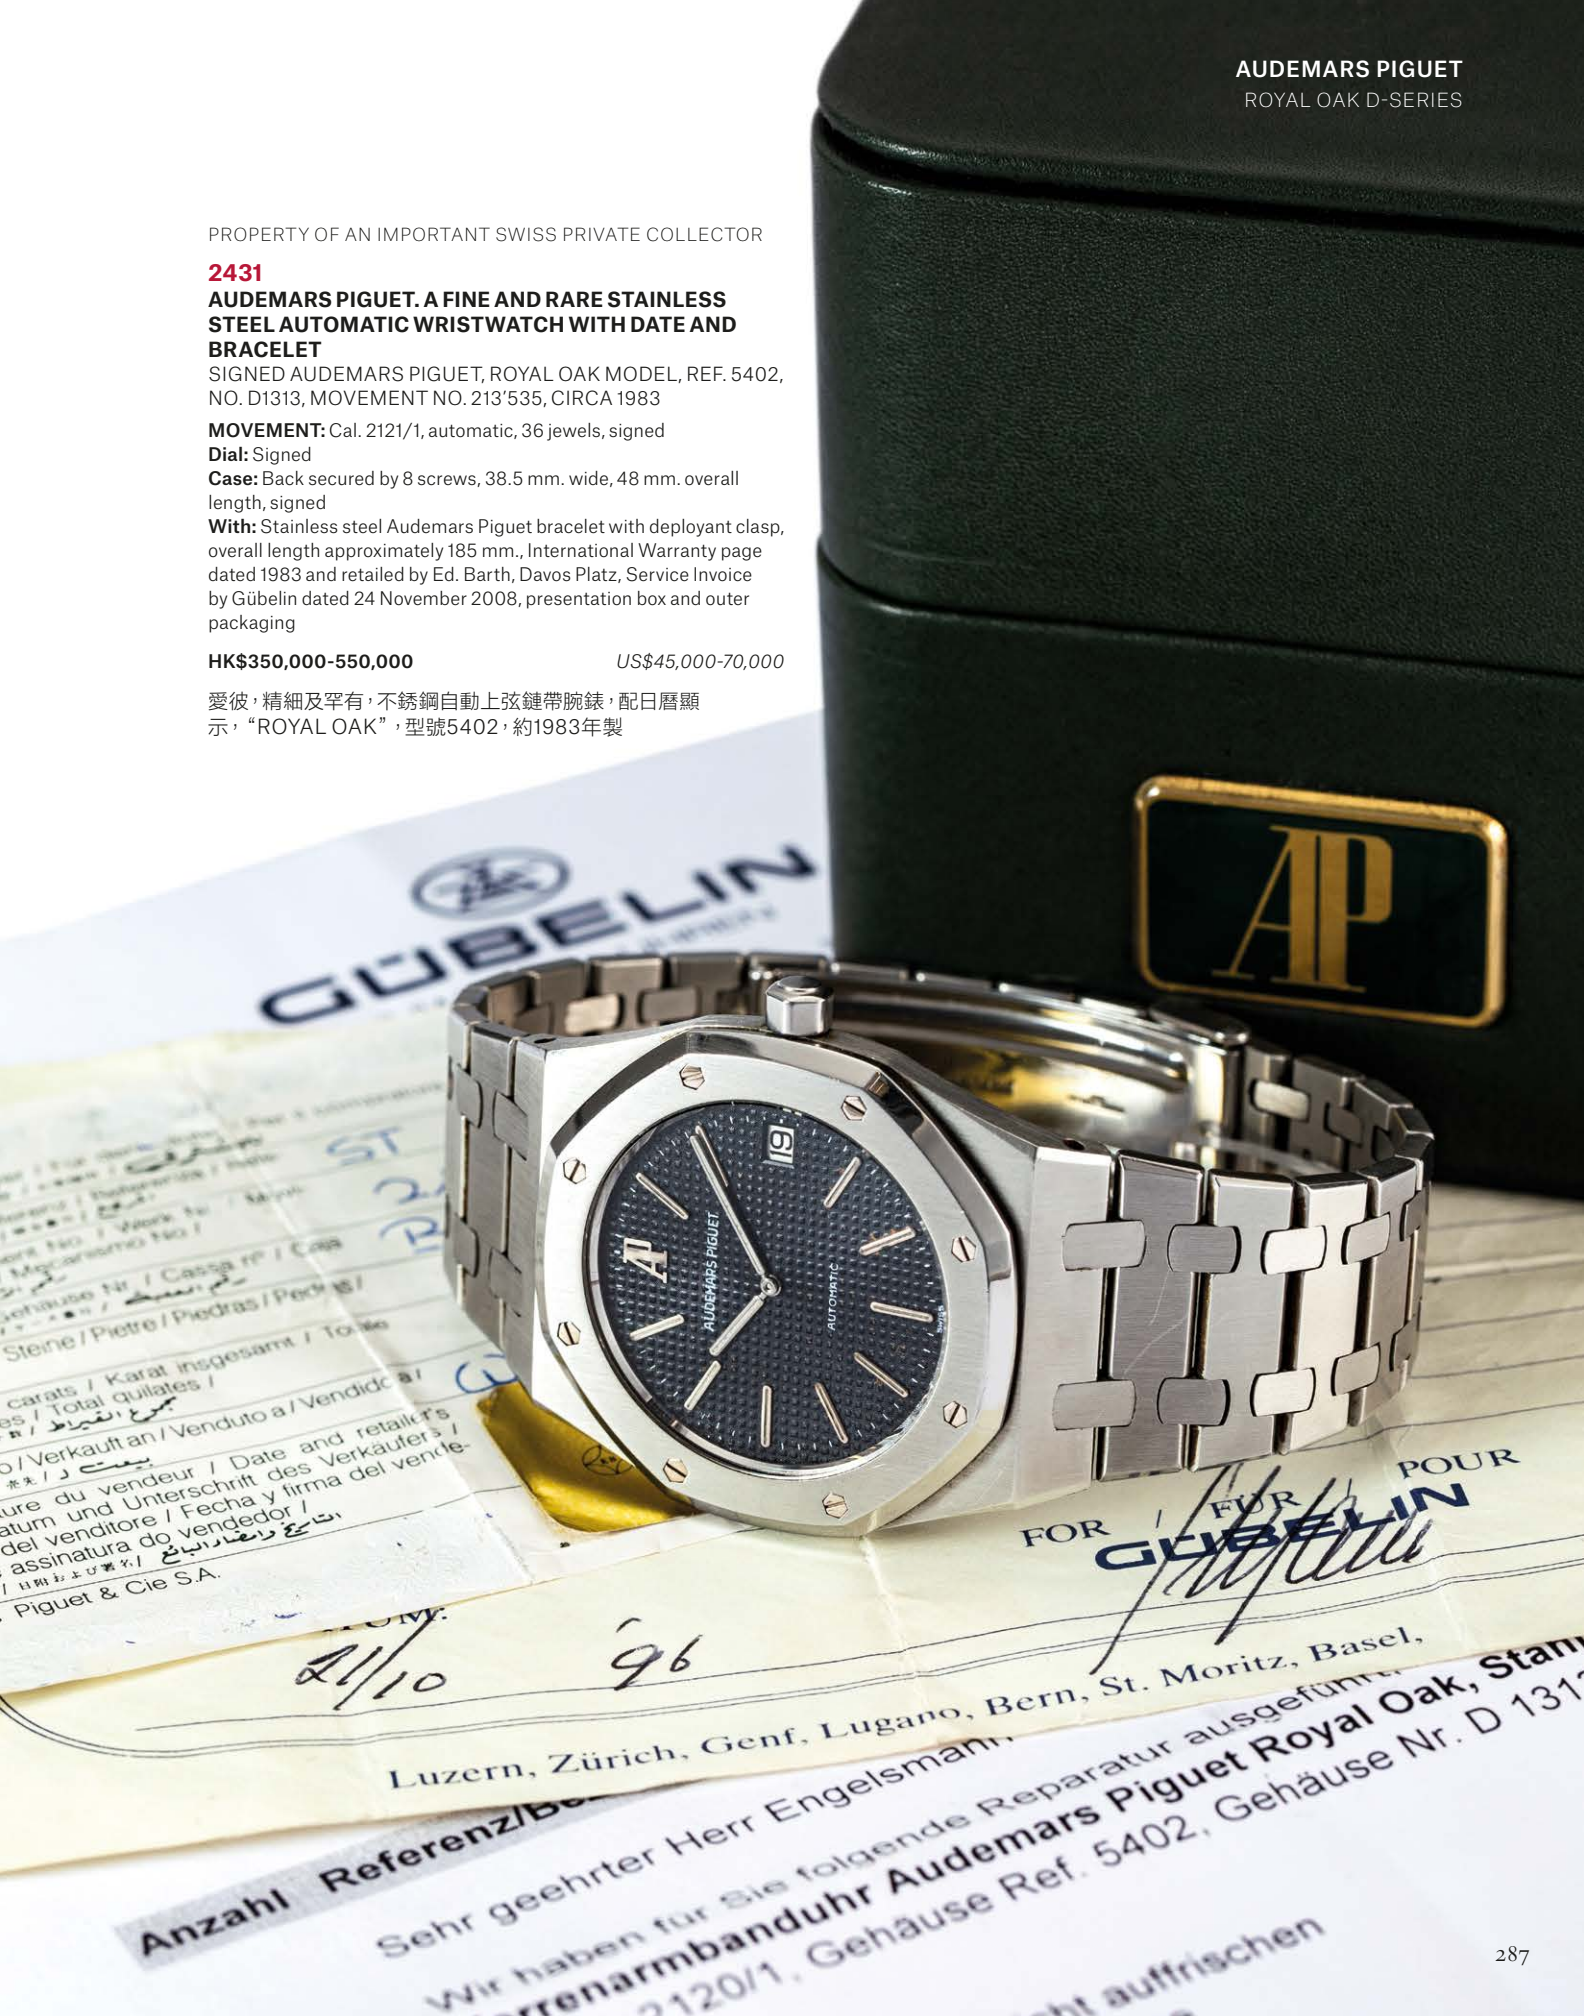 AUDEMARS PIGUET
ROYAL OAK D-SERIES
PROPERTY OF AN IMPORTANT SWISS PRIVATE COLLECTOR
2431
AUDEMARS PIGUET. A FINE AND RARE STAINLESS
STEEL AUTOMATIC WRISTWATCH WITH DATE AND
BRACELET
SIGNED AUDEMARS PIGUET, ROYAL OAK MODEL, REF. 5402,
NO. D1313, MOVEMENT NO. 213’535, CIRCA 1983
MOVEMENT: Cal. 2121/1, automatic, 36 jewels, signed
Dial: Signed
Case: Back secured by 8 screws, 38.5 mm. wide, 48 mm. overall
length, signed
With: Stainless steel Audemars Piguet bracelet with deployant clasp,
overall length approximately 185 mm., International Warranty page
dated 1983 and retailed by Ed. Barth, Davos Platz, Service Invoice
by Gübelin dated 24 November 2008, presentation box and outer
packaging
HK$350,000-550,000 US$45,000-70,000
愛彼，精細及罕有，不銹鋼自動上弦鏈帶腕錶，配日曆顯
示，“ROYAL OAK”，型號5402，約1983年製
AP
GÜBELIN
ST
Steine / Pietre / Piedras / Pedras /
carats / Karat insgesamt / Totale
/ Total quilates /
/ Verkauft an / Venduto a / Vendido a /
du vendeur / Date and retailer's
und Unterschrift des Verkäufers /
del venditore / Fecha y firma del vende-
assinatura do vendedor /
Piguet & Cie S.A.
19
AP
AUDEMARS PIGUET
AUTOMATIC
SWISS
FOR / FÜR / POUR
GÜBELIN
21/10 96
Luzern, Zürich, Genf, Lugano, Bern, St. Moritz, Basel,
Anzahl Referenz/
Sehr geehrter Herr Engelsmann
Wir haben für Sie folgende Reparatur ausgeführt
Audemars Piguet Royal Oak,
2120/1, Gehäuse Ref. 5402, Gehäuse Nr. D 131
auffrischen
287